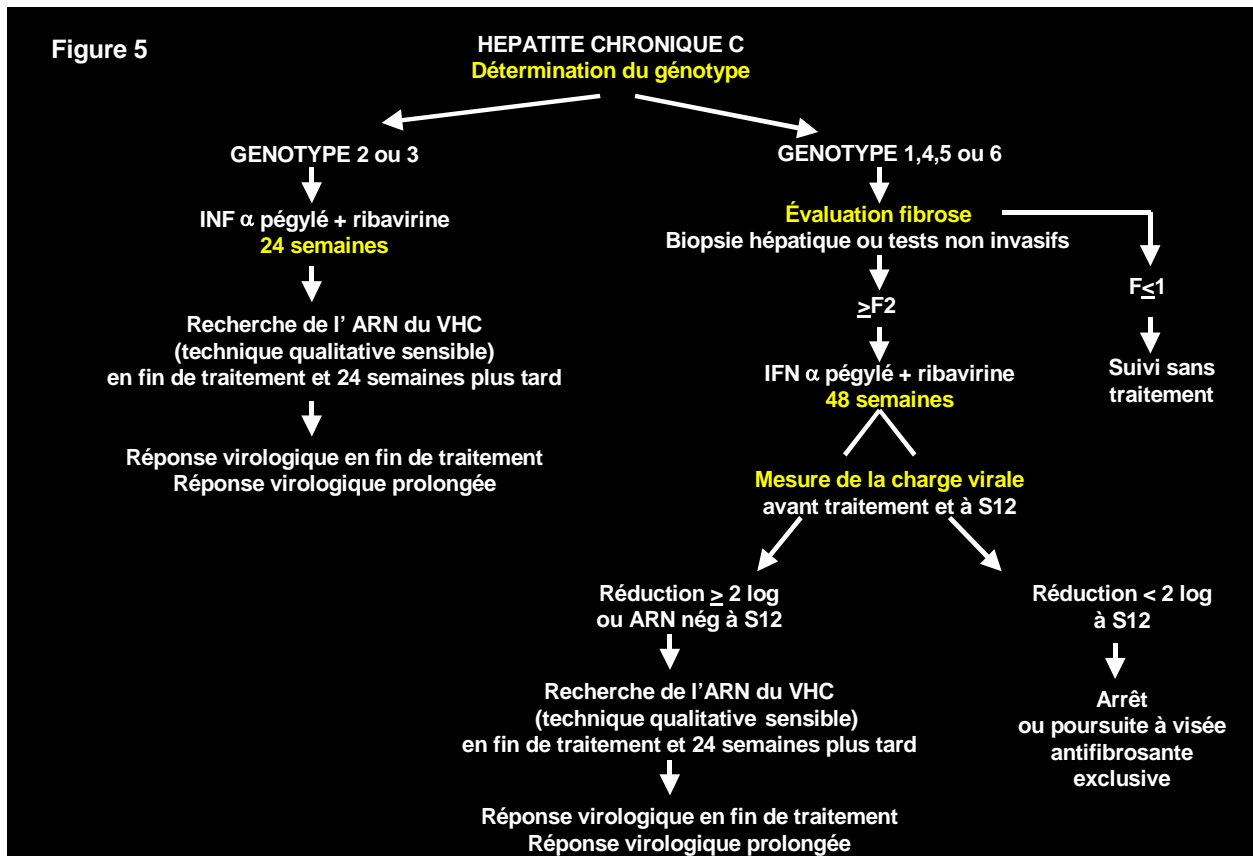 Figure 5
HEPATITE CHRONIQUE C
Détermination du génotype
GENOTYPE 2 ou 3
INF α pégylé + ribavirine
24 semaines
Recherche de l' ARN du VHC
(technique qualitative sensible)
en fin de traitement et 24 semaines plus tard
Réponse virologique en fin de traitement
Réponse virologique prolongée
GENOTYPE 1,4,5 ou 6
Évaluation fibrose
Biopsie hépatique ou tests non invasifs
F≤1
Suivi sans
traitement
≥F2
IFN α pégylé + ribavirine
48 semaines
Mesure de la charge virale
avant traitement et à S12
Réduction ≥ 2 log
ou ARN nég à S12
Recherche de l'ARN du VHC
(technique qualitative sensible)
en fin de traitement et 24 semaines plus tard
Réponse virologique en fin de traitement
Réponse virologique prolongée
Réduction < 2 log
à S12
Arrêt
ou poursuite à visée
antifibrosante
exclusive